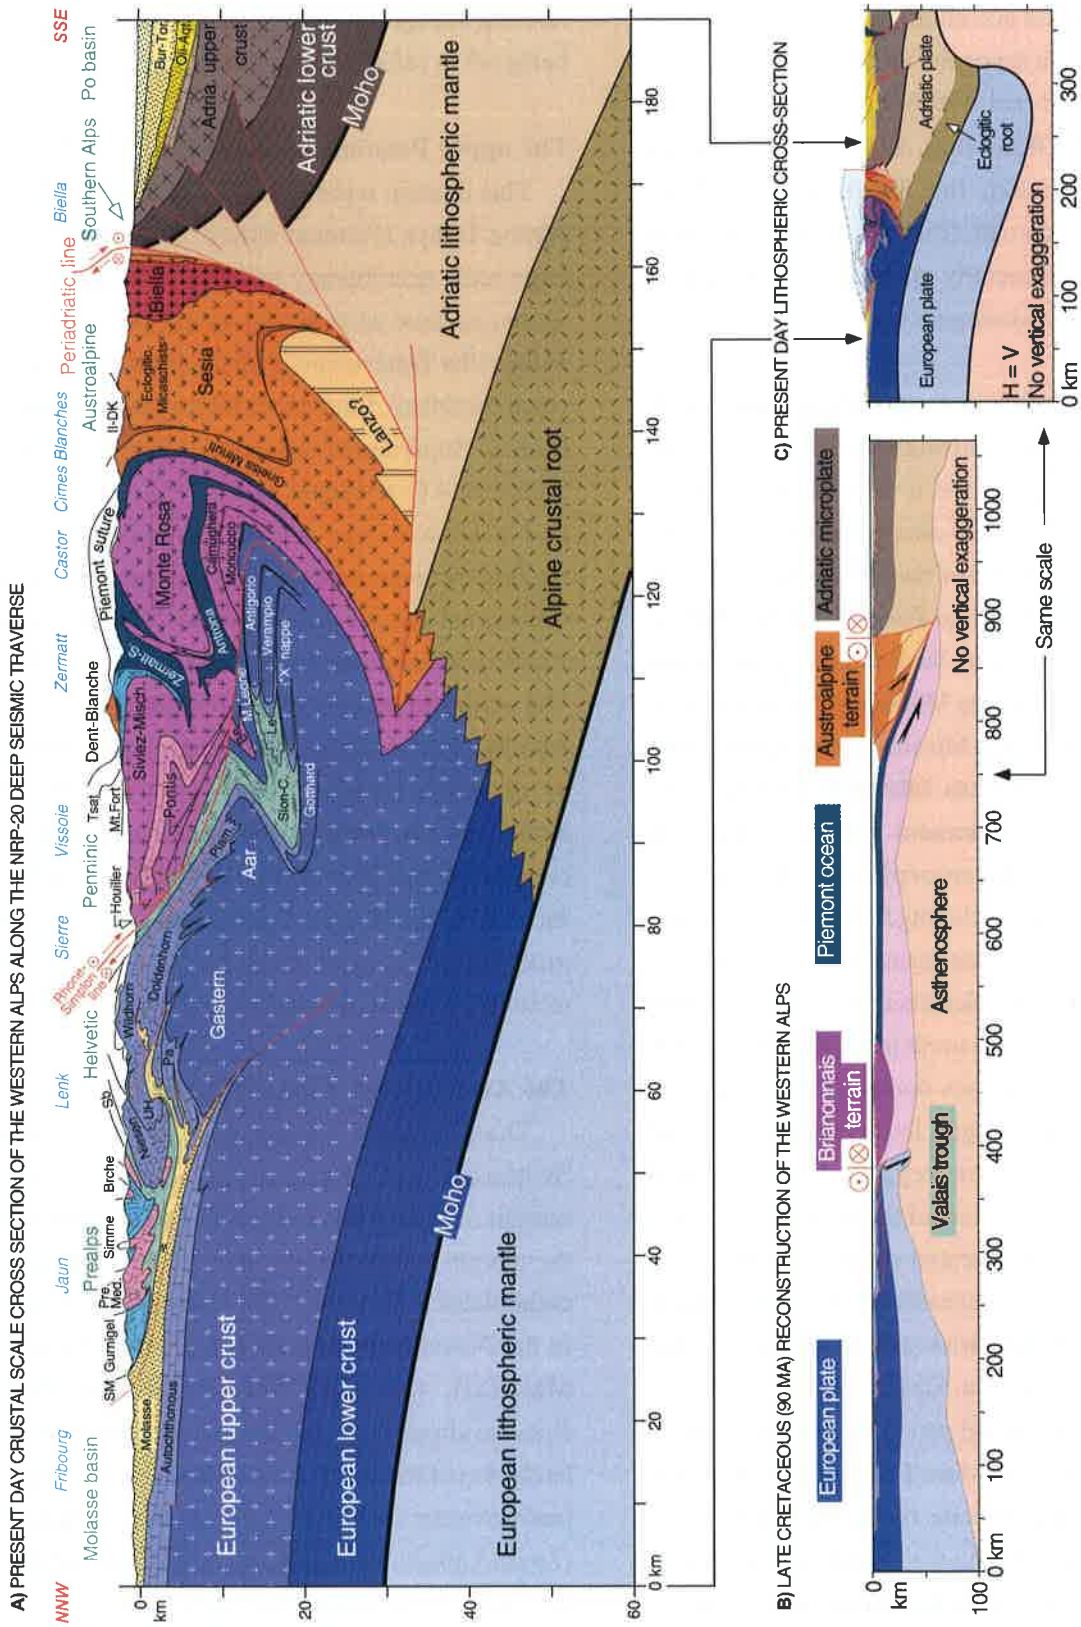 A) PRESENT DAY CRUSTAL SCALE CROSS SECTION OF THE WESTERN ALPS ALONG THE NRP-20 DEEP SEISMIC TRAVERSE
NNW
Fribourg
Jaun
Lenk
Sierre
Vissoie
Zermatt
Castor
Cimes Blanches
Biella
SSE
Molasse basin
Prealps
Helvetic
Rhone-
Simplon
line
Penninic
Austroalpine
Periadriatic line
Southern Alps
Po basin
SM
Gurnigel
Pre.
Med.
Simme
Brche
Sb
Houiller
Mt.Fort
Tsat
Dent-Blanche
Piemont suture
II-DK
0
km
20
40
60
Molasse
Autochthonous
Niesen
UH
Wildhorn
Doldenhorn
Pa
Gastern
Aar
Pontis
Siviez-Misch.
Zermatt-S
Zermatt
Monte Rosa
Antrona
Camughera
Moncucco
M.Leone
Antigorio
Verampio
"X" nappe
Le
Sion-C.
Gotthard
Gneiss Minuti
Eclogitic
Micaschists
Sesia
Biella
Lanzo?
Bur-Tor
Oli-Aqt
Adria. upper
crust
Adriatic lower
crust
Moho
Adriatic lithospheric mantle
Alpine crustal root
European upper crust
European lower crust
Moho
European lithospheric mantle
0 km
20
40
60
80
100
120
140
160
180
B) LATE CRETACEOUS (90 MA) RECONSTRUCTION OF THE WESTERN ALPS
European plate
Brianonnais
terrain
Piemont ocean
Austroalpine
terrain
Adriatic microplate
0
km
100
Valais trough
Asthenosphere
No vertical exaggeration
0 km
100
200
300
400
500
600
700
800
900
1000
Same scale
C) PRESENT DAY LITHOSPHERIC CROSS-SECTION
European plate
Adriatic plate
Eclogitic
root
H = V
No vertical exaggeration
0 km
100
200
300